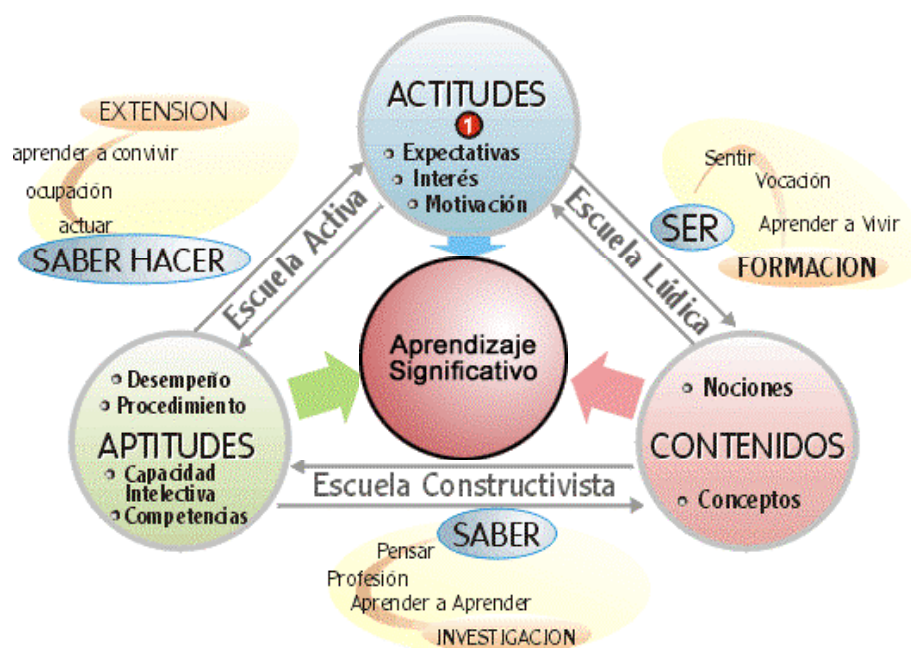 ACTITUDES
1
Expectativas
Interés
Motivación
EXTENSION
aprender a convivir
ocupación
actuar
SABER HACER
Escuela Activa
Escuela Lúdica
Sentir
Vocación
SER
Aprender a Vivir
FORMACION
Aprendizaje
Significativo
Desempeño
Procedimiento
APTITUDES
Capacidad
Intelectiva
Competencias
Nociones
CONTENIDOS
Conceptos
Escuela Constructivista
SABER
Pensar
Profesión
Aprender a Aprender
INVESTIGACION